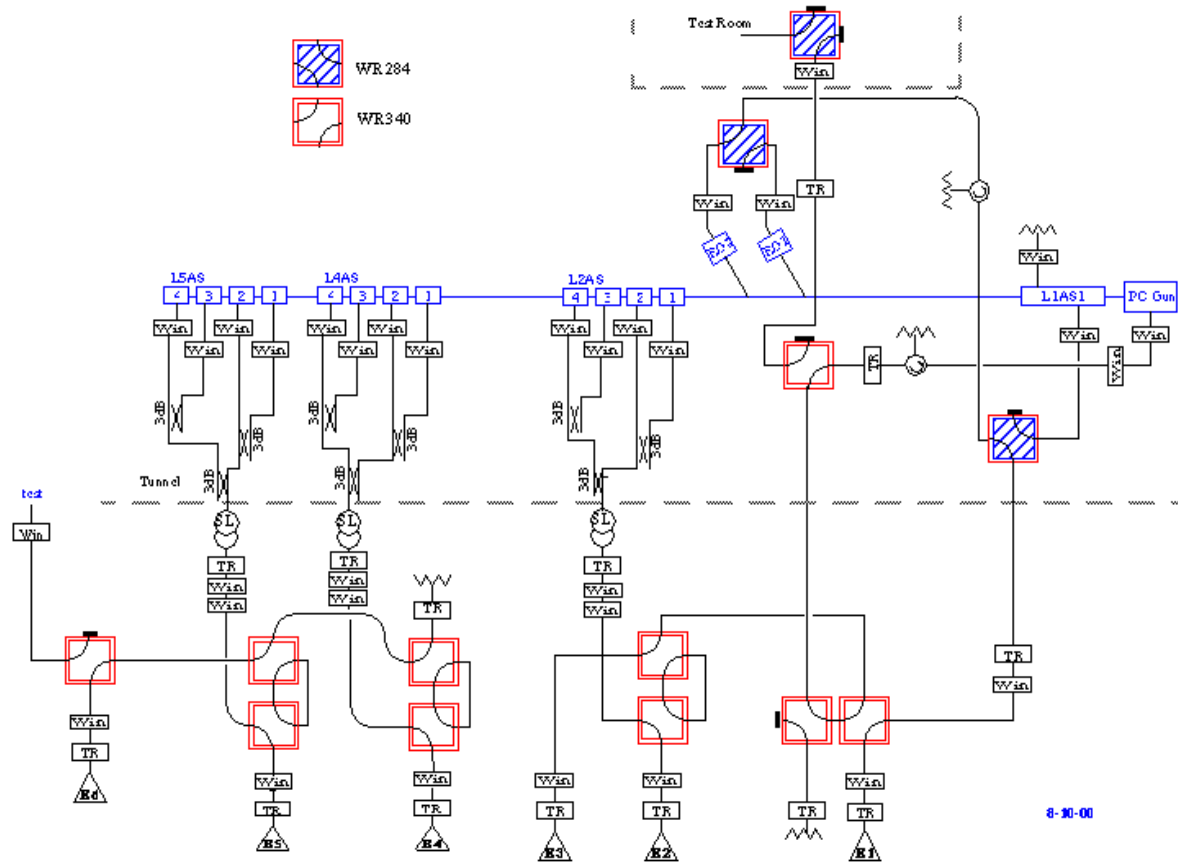 Test Room
WR284
Win
WR340
TR
Win
Win
Win
L5AS
L4AS
L2AS
4 3 2 1
4 3 2 1
4 3 2 1
L1AS1
PC Gun
Win Win Win Win Win Win Win Win
Win
Win Win Win Win Win
TR
Win
3dB
3dB
3dB
3dB
3dB
3dB
Tunnel
3dB
3dB
3dB
test
SL
SL
SL
Win
TR
TR
TR
Win
Win
Win
Win
Win
Win
TR
TR
Win
Win
TR
Win
TR
Win
TR
Win
TR
Win
TR
Win
TR
TR
E6
E5
E4
E3
E2
E1
8-10-00